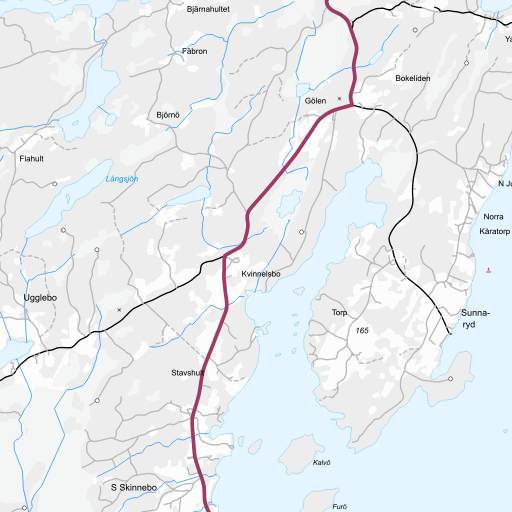 Bjärnahultet
Fäbron
Bokeliden
Gölen
Björnö
Flahult
Långsjön
Norra
Kåratorp
Kvinnelsbo
Ugglebo
Torp
165
Sunna-
ryd
Stavshult
Kalvö
S Skinnebo
Furö